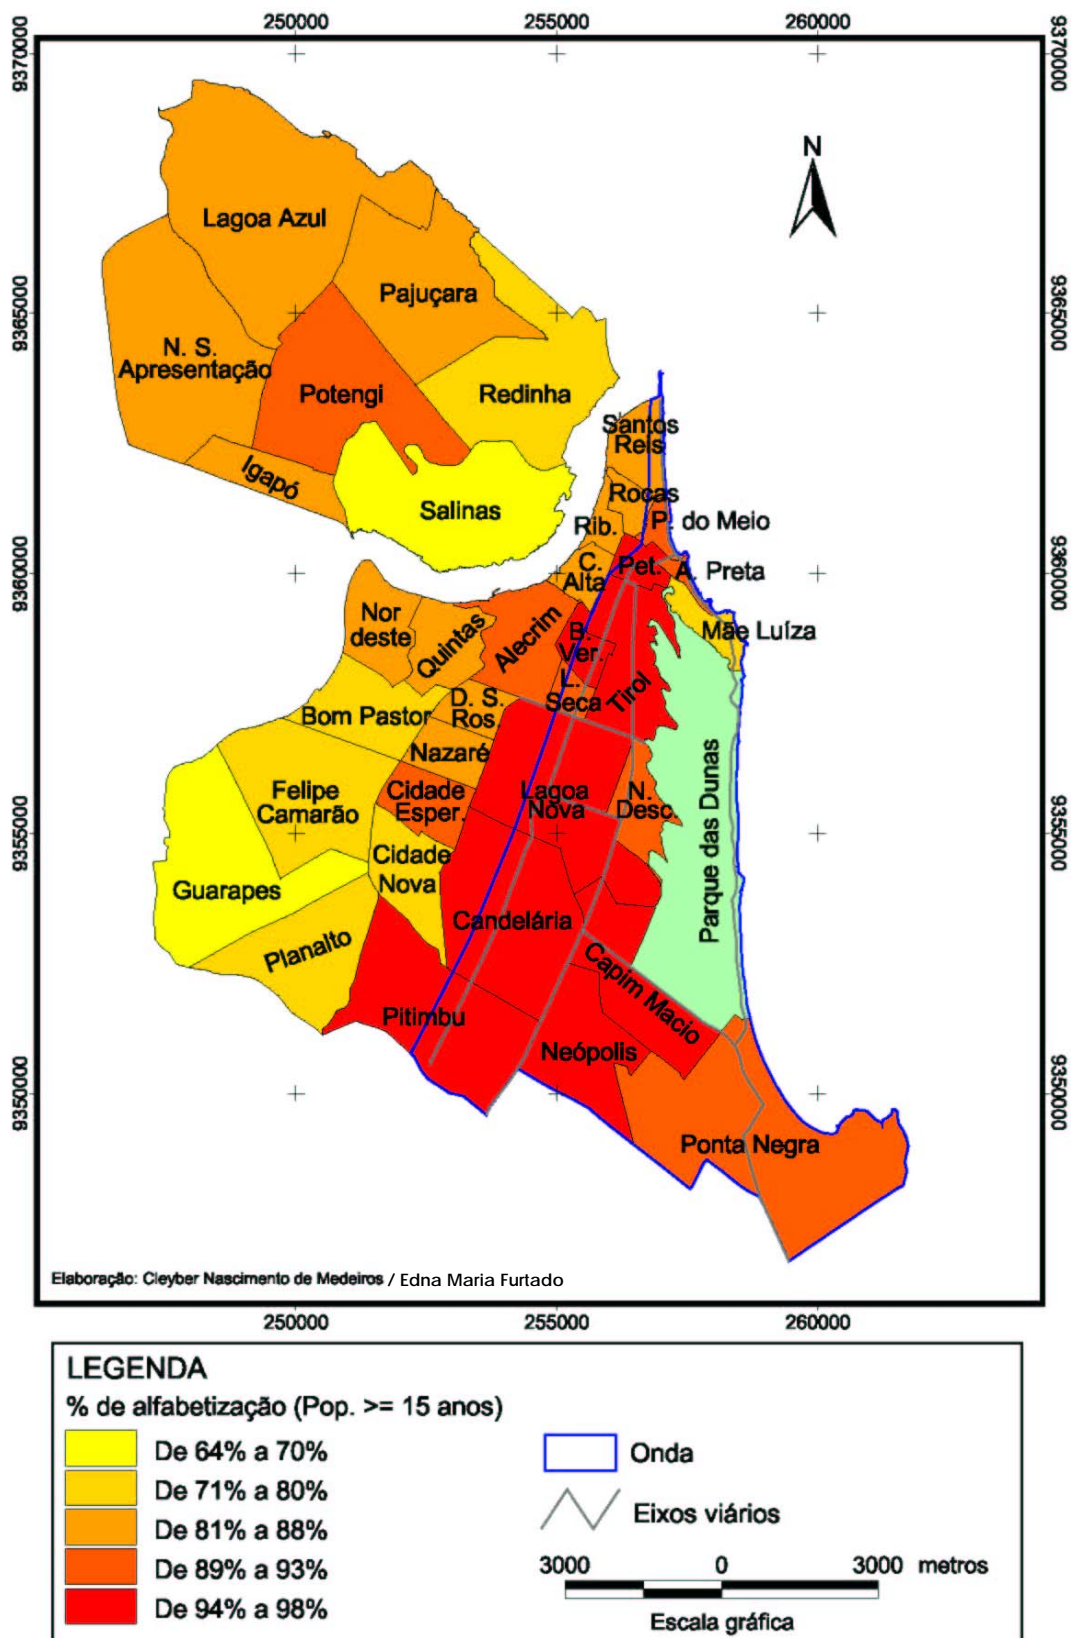 250000 255000 260000
9370000 9370000
N
Lagoa Azul
Pajuçara
9365000 9365000
N. S.
Apresentação
Potengi
Redinha
Santos
Reis
Igapó
Rocas
Salinas
P. do Meio
Rib.
9360000 9360000
C.
Alta
Pet.
A. Preta
Nor
deste
Quintas
Alecrim
B.
Ver.
Mãe Luíza
L.
Seca
Tirol
Bom Pastor
D. S.
Ros.
Nazaré
Parque das Dunas
Felipe
Camarão
Cidade
Esper.
Lagoa
Nova
N.
Desc.
9355000 9355000
Cidade
Nova
Guarapes
Candelária
Planalto
Capim Macio
Pitimbu
Neópolis
9350000 9350000
Ponta Negra
Elaboração: Cleyber Nascimento de Medeiros / Edna Maria Furtado
250000 255000 260000
LEGENDA
% de alfabetização (Pop. >= 15 anos)
De 64% a 70%
De 71% a 80%
De 81% a 88%
De 89% a 93%
De 94% a 98%
Onda
Eixos viários
3000 0 3000 metros
Escala gráfica